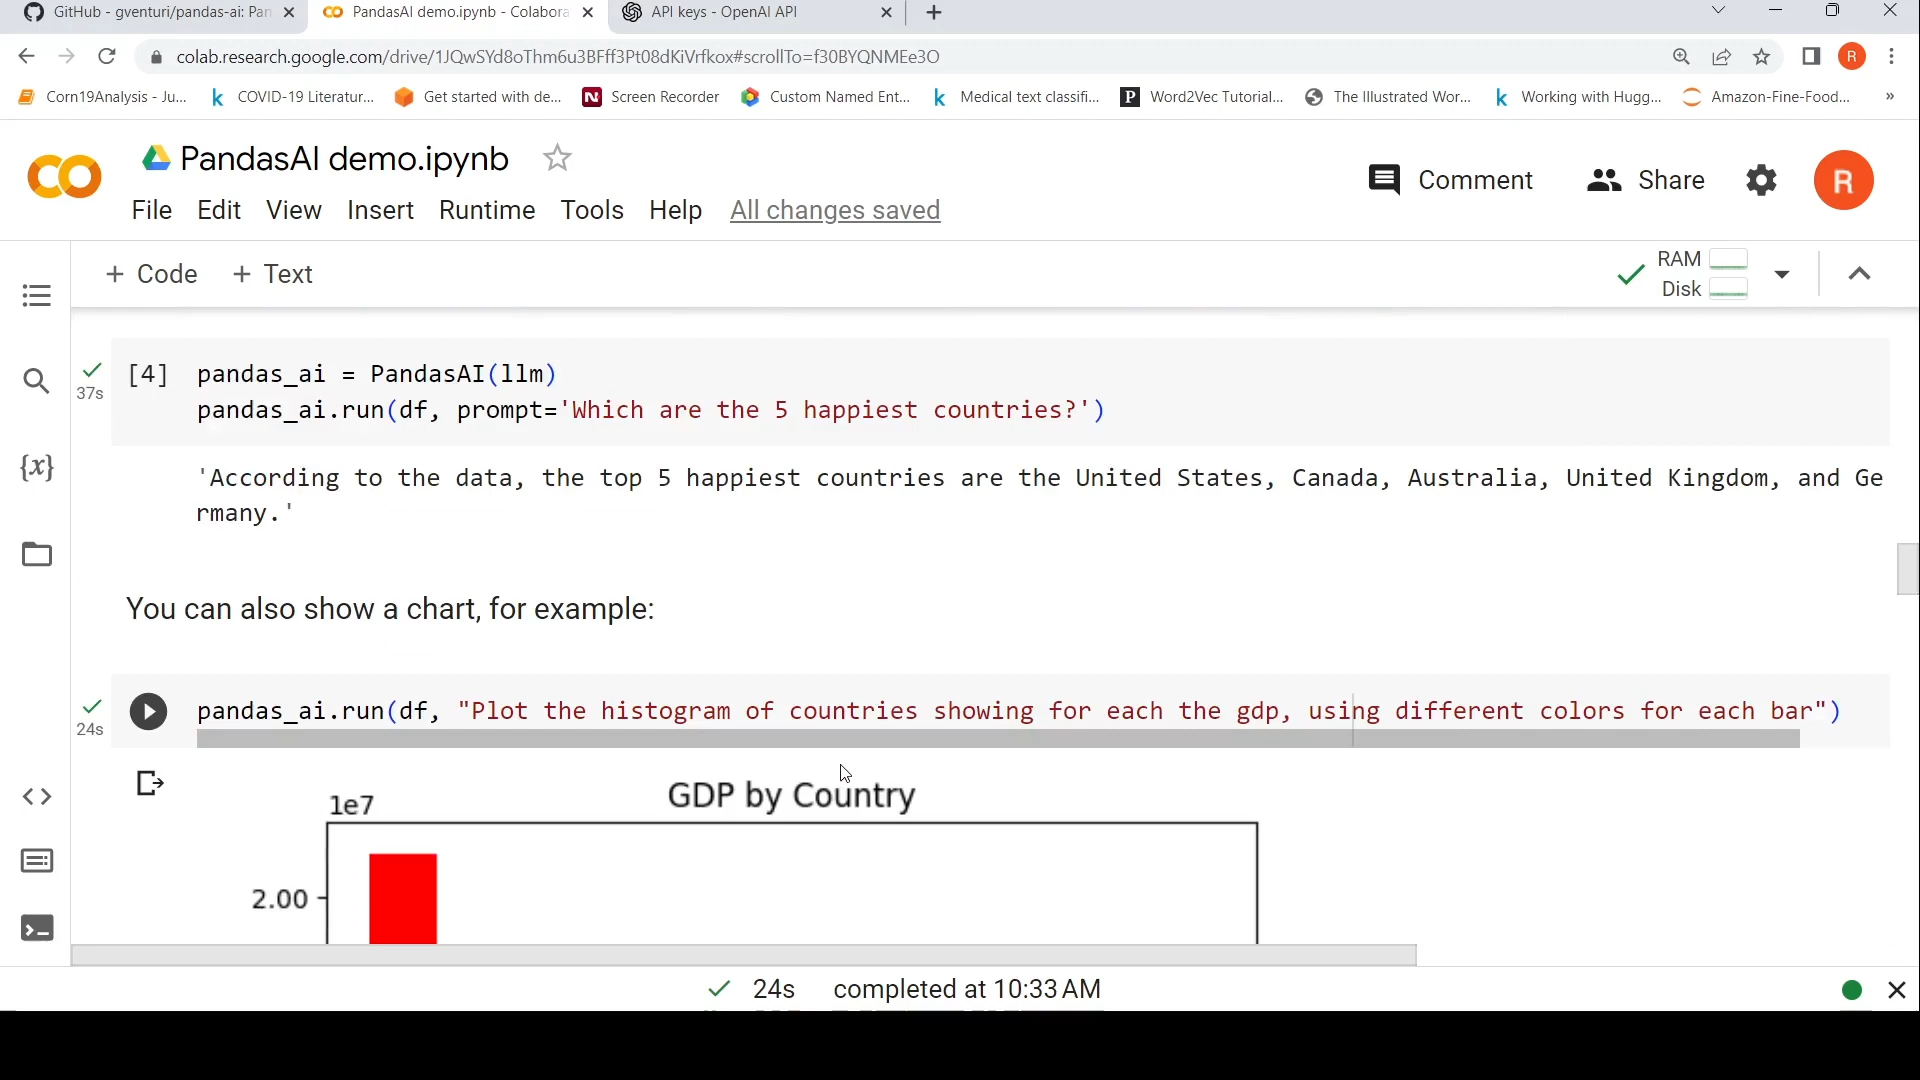 GitHub - gventuri/pandas-ai: Pan
PandasAI demo.ipynb - Colabora
API keys - OpenAI API
colab.research.google.com/drive/1JQwSYd8oThm6u3BFff3Pt08dKiVrfkox#scrollTo=f30BYQNMEe3O
R
Corn19Analysis - Ju...
COVID-19 Literatur...
Get started with de...
Screen Recorder
Custom Named Ent...
Medical text classifi...
Word2Vec Tutorial...
The Illustrated Wor...
Working with Hugg...
Amazon-Fine-Food...
»
PandasAI demo.ipynb
Comment
Share
R
File Edit View Insert Runtime Tools Help All changes saved
+ Code + Text
RAM
Disk
[4] pandas_ai = PandasAI(llm)
37s
pandas_ai.run(df, prompt='Which are the 5 happiest countries?')
{x}
'According to the data, the top 5 happiest countries are the United States, Canada, Australia, United Kingdom, and Ge
rmany.'
You can also show a chart, for example:
pandas_ai.run(df, "Plot the histogram of countries showing for each the gdp, using different colors for each bar")
24s
GDP by Country
1e7
2.00
24s completed at 10:33 AM